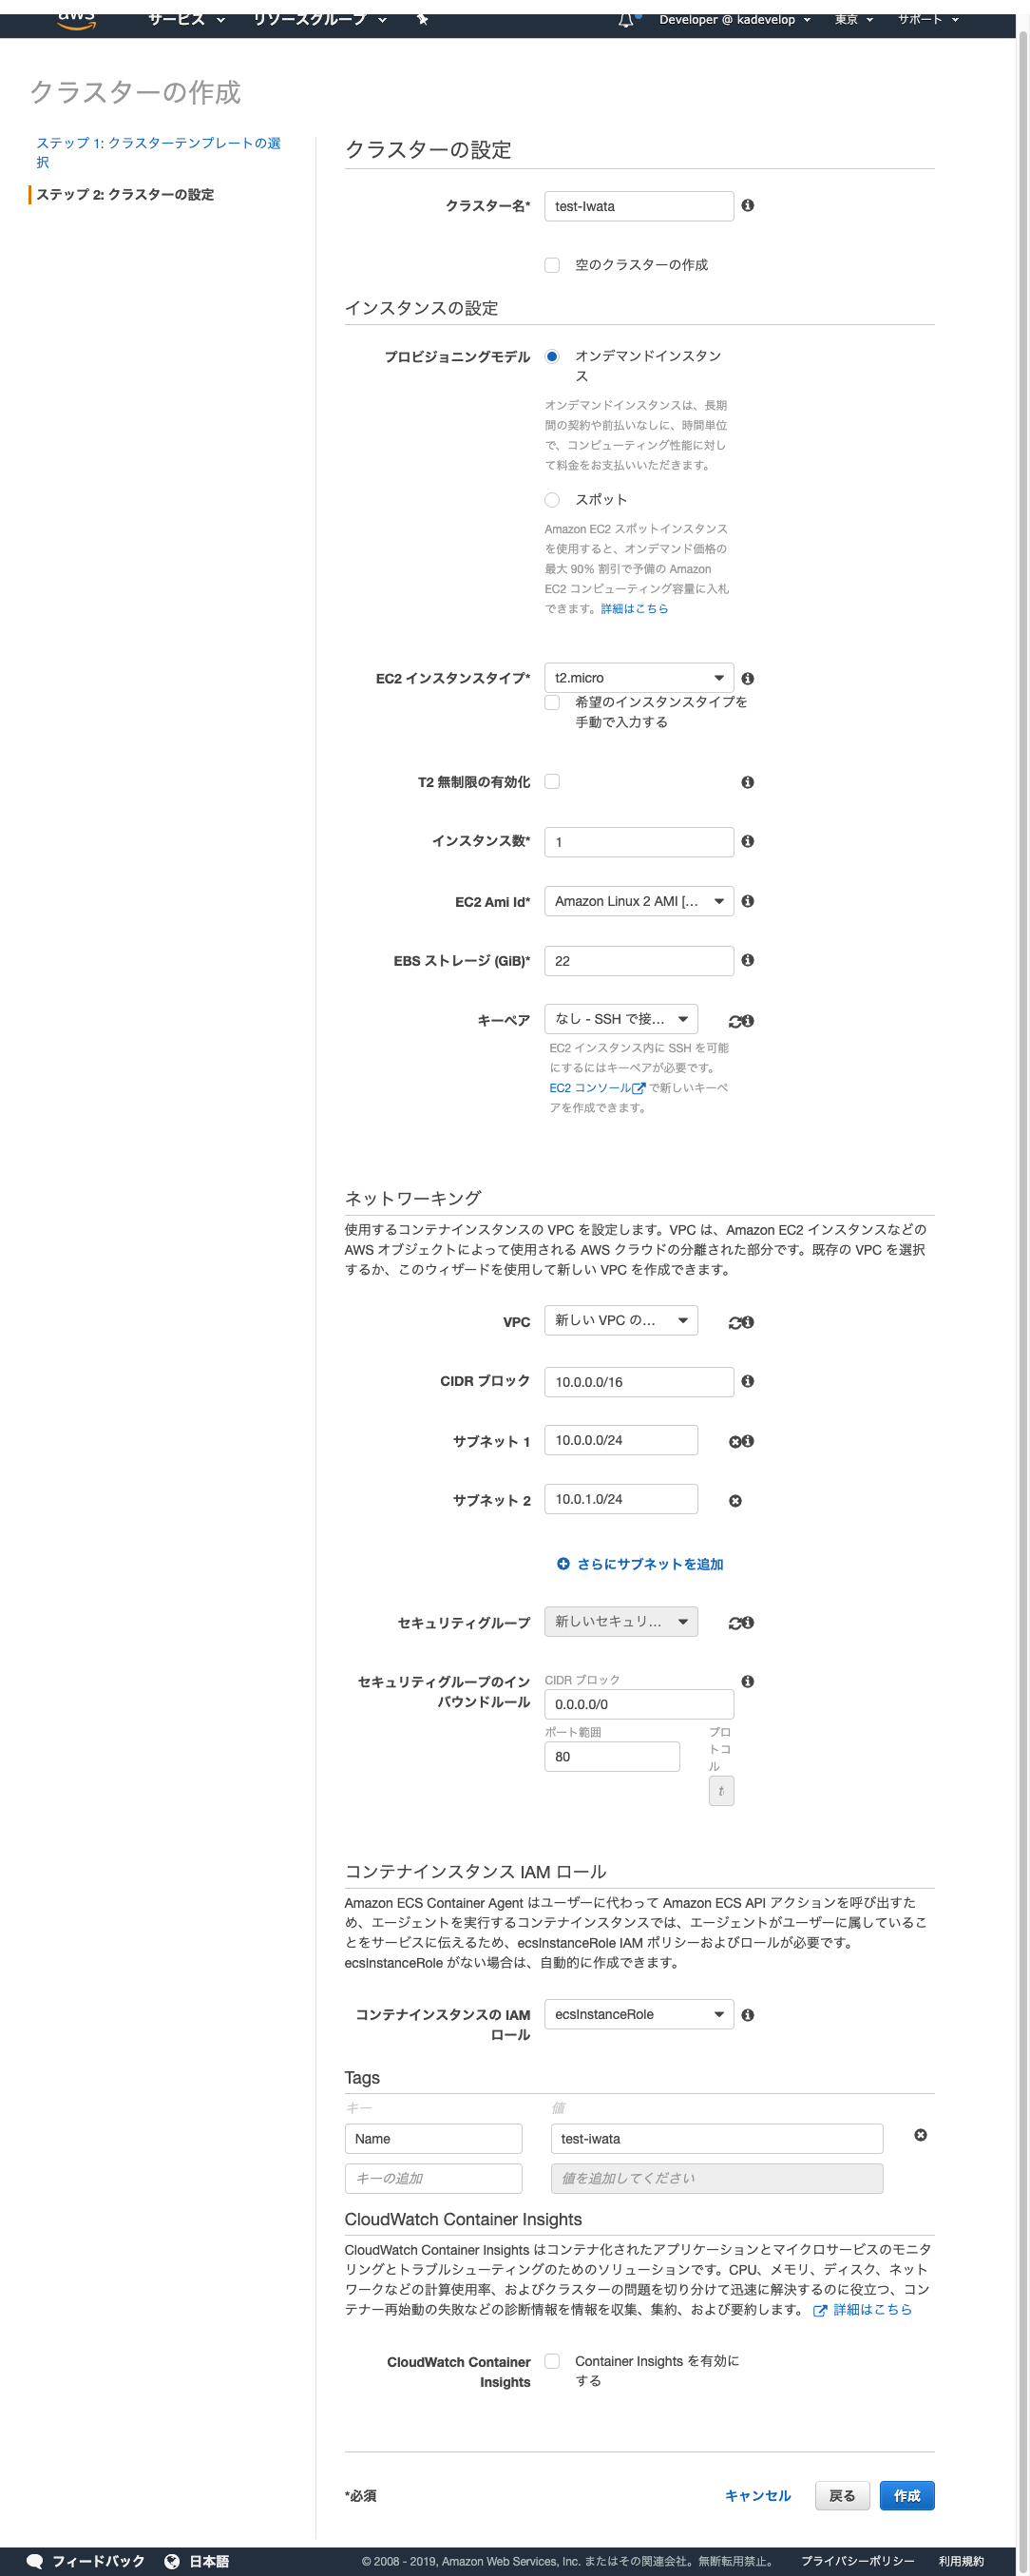 aws
サービス
リソースグループ
Developer @ kadevelop
東京
サポート
クラスターの作成
ステップ 1: クラスターテンプレートの選
択
ステップ 2: クラスターの設定
クラスターの設定
クラスター名* test-Iwata
空のクラスターの作成
インスタンスの設定
プロビジョニングモデル オンデマンドインスタン
ス
オンデマンドインスタンスは、長期
間の契約や前払いなしに、時間単位
で、コンピューティング性能に対し
て料金をお支払いいただきます。
スポット
Amazon EC2 スポットインスタンス
を使用すると、オンデマンド価格の
最大 90% 割引で予備の Amazon
EC2 コンピューティング容量に入札
できます。詳細はこちら
EC2 インスタンスタイプ* t2.micro
希望のインスタンスタイプを
手動で入力する
T2 無制限の有効化
インスタンス数* 1
EC2 Ami Id* Amazon Linux 2 AMI [...
EBS ストレージ (GiB)* 22
キーペア なし - SSH で接...
EC2 インスタンス内に SSH を可能
にするにはキーペアが必要です。
EC2 コンソール で新しいキーペ
アを作成できます。
ネットワーキング
使用するコンテナインスタンスの VPC を設定します。VPC は、Amazon EC2 インスタンスなどの
AWS オブジェクトによって使用される AWS クラウドの分離された部分です。既存の VPC を選択
するか、このウィザードを使用して新しい VPC を作成できます。
VPC 新しい VPC の...
CIDR ブロック 10.0.0.0/16
サブネット 1 10.0.0.0/24
サブネット 2 10.0.1.0/24
さらにサブネットを追加
セキュリティグループ 新しいセキュリ...
セキュリティグループのイン
バウンドルール
CIDR ブロック
0.0.0.0/0
ポート範囲
80
プロ
トコ
ル
コンテナインスタンス IAM ロール
Amazon ECS Container Agent はユーザーに代わって Amazon ECS API アクションを呼び出すた
め、エージェントを実行するコンテナインスタンスでは、エージェントがユーザーに属しているこ
とをサービスに伝えるため、ecsInstanceRole IAM ポリシーおよびロールが必要です。
ecsInstanceRole がない場合は、自動的に作成できます。
コンテナインスタンスの IAM
ロール
ecsInstanceRole
Tags
キー 値
Name test-iwata
キーの追加 値を追加してください
CloudWatch Container Insights
CloudWatch Container Insights はコンテナ化されたアプリケーションとマイクロサービスのモニタ
リングとトラブルシューティングのためのソリューションです。CPU、メモリ、ディスク、ネット
ワークなどの計算使用率、およびクラスターの問題を切り分けて迅速に解決するのに役立つ、コン
テナー再始動の失敗などの診断情報を情報を収集、集約、および要約します。 詳細はこちら
CloudWatch Container
Insights
Container Insights を有効に
する
*必須
キャンセル
戻る
作成
フィードバック
日本語
© 2008 - 2019, Amazon Web Services, Inc. またはその関連会社。無断転用禁止。
プライバシーポリシー
利用規約